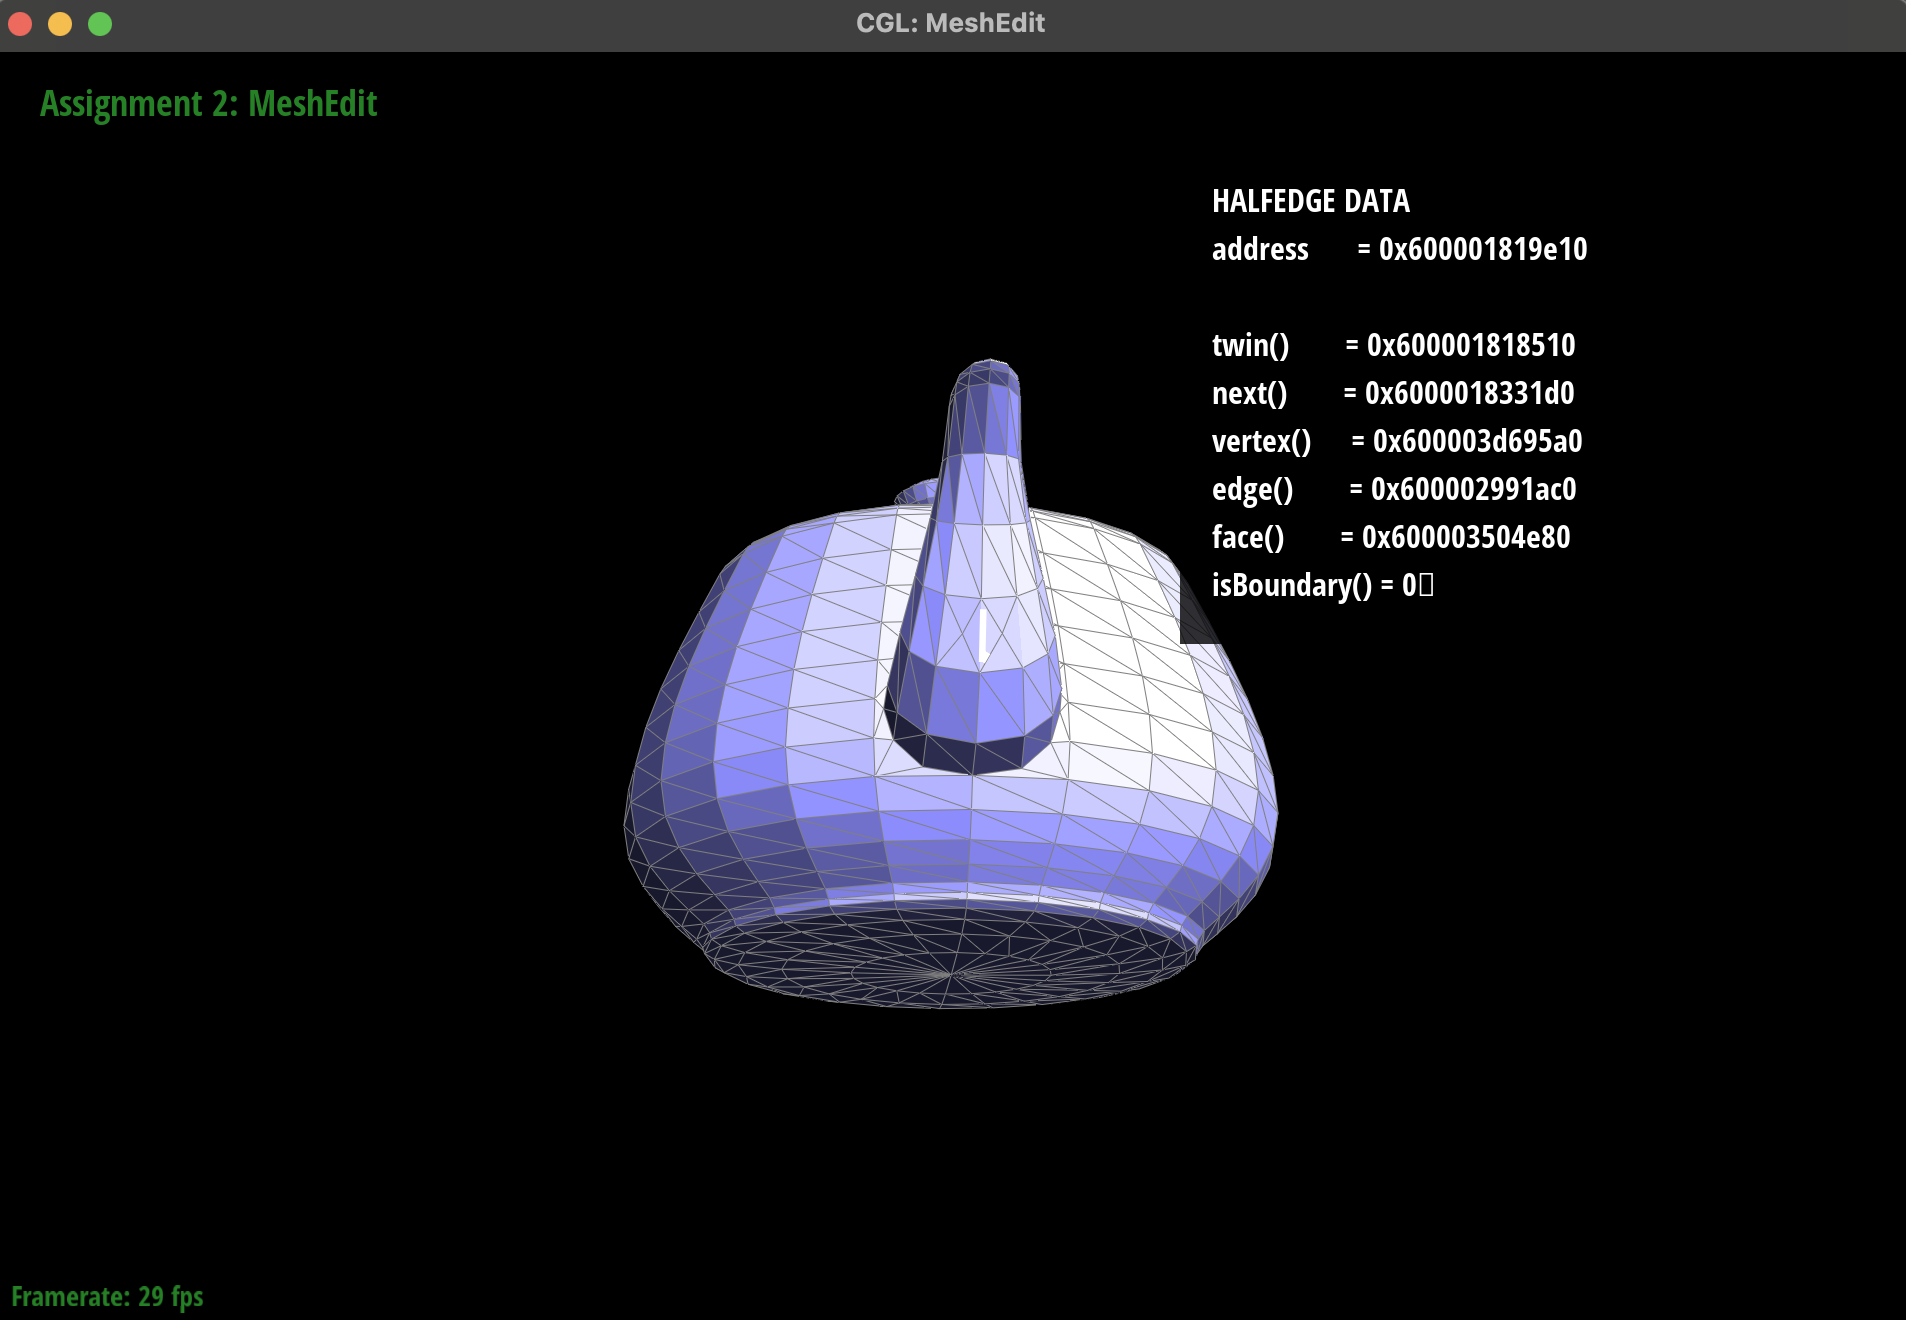 CGL: MeshEdit
Assignment 2: MeshEdit
HALFEDGE DATA
address = 0x600001819e10
twin() = 0x600001818510
next() = 0x6000018331d0
vertex() = 0x600003d695a0
edge() = 0x600002991ac0
face() = 0x600003504e80
isBoundary() = 0
Framerate: 29 fps